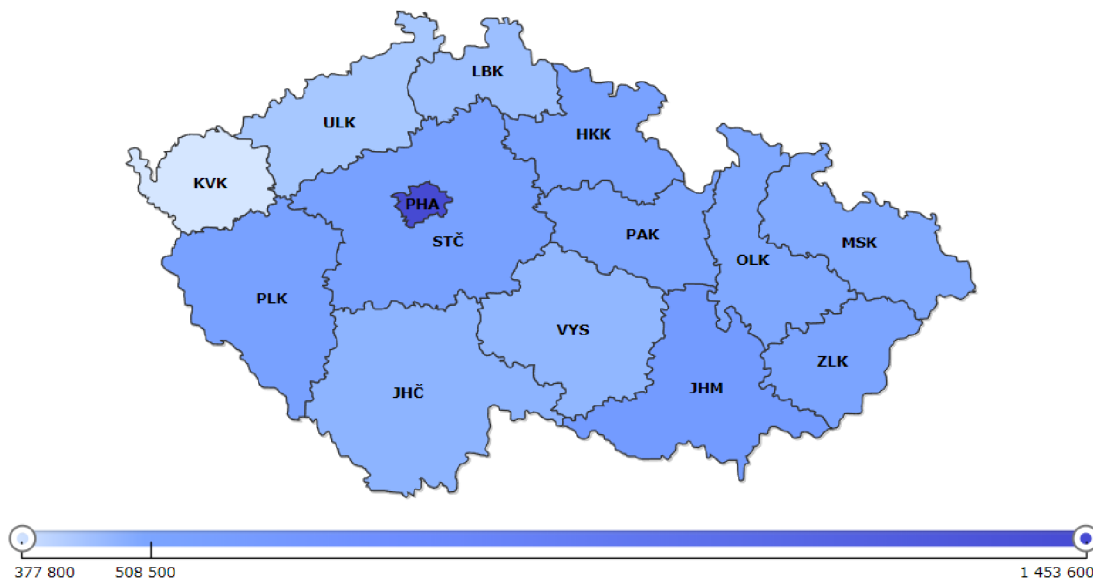 LBK
ULK
HKK
KVK
PHA
STČ
PAK
MSK
OLK
PLK
VYS
ZLK
JHČ
JHM
377 800
508 500
1 453 600